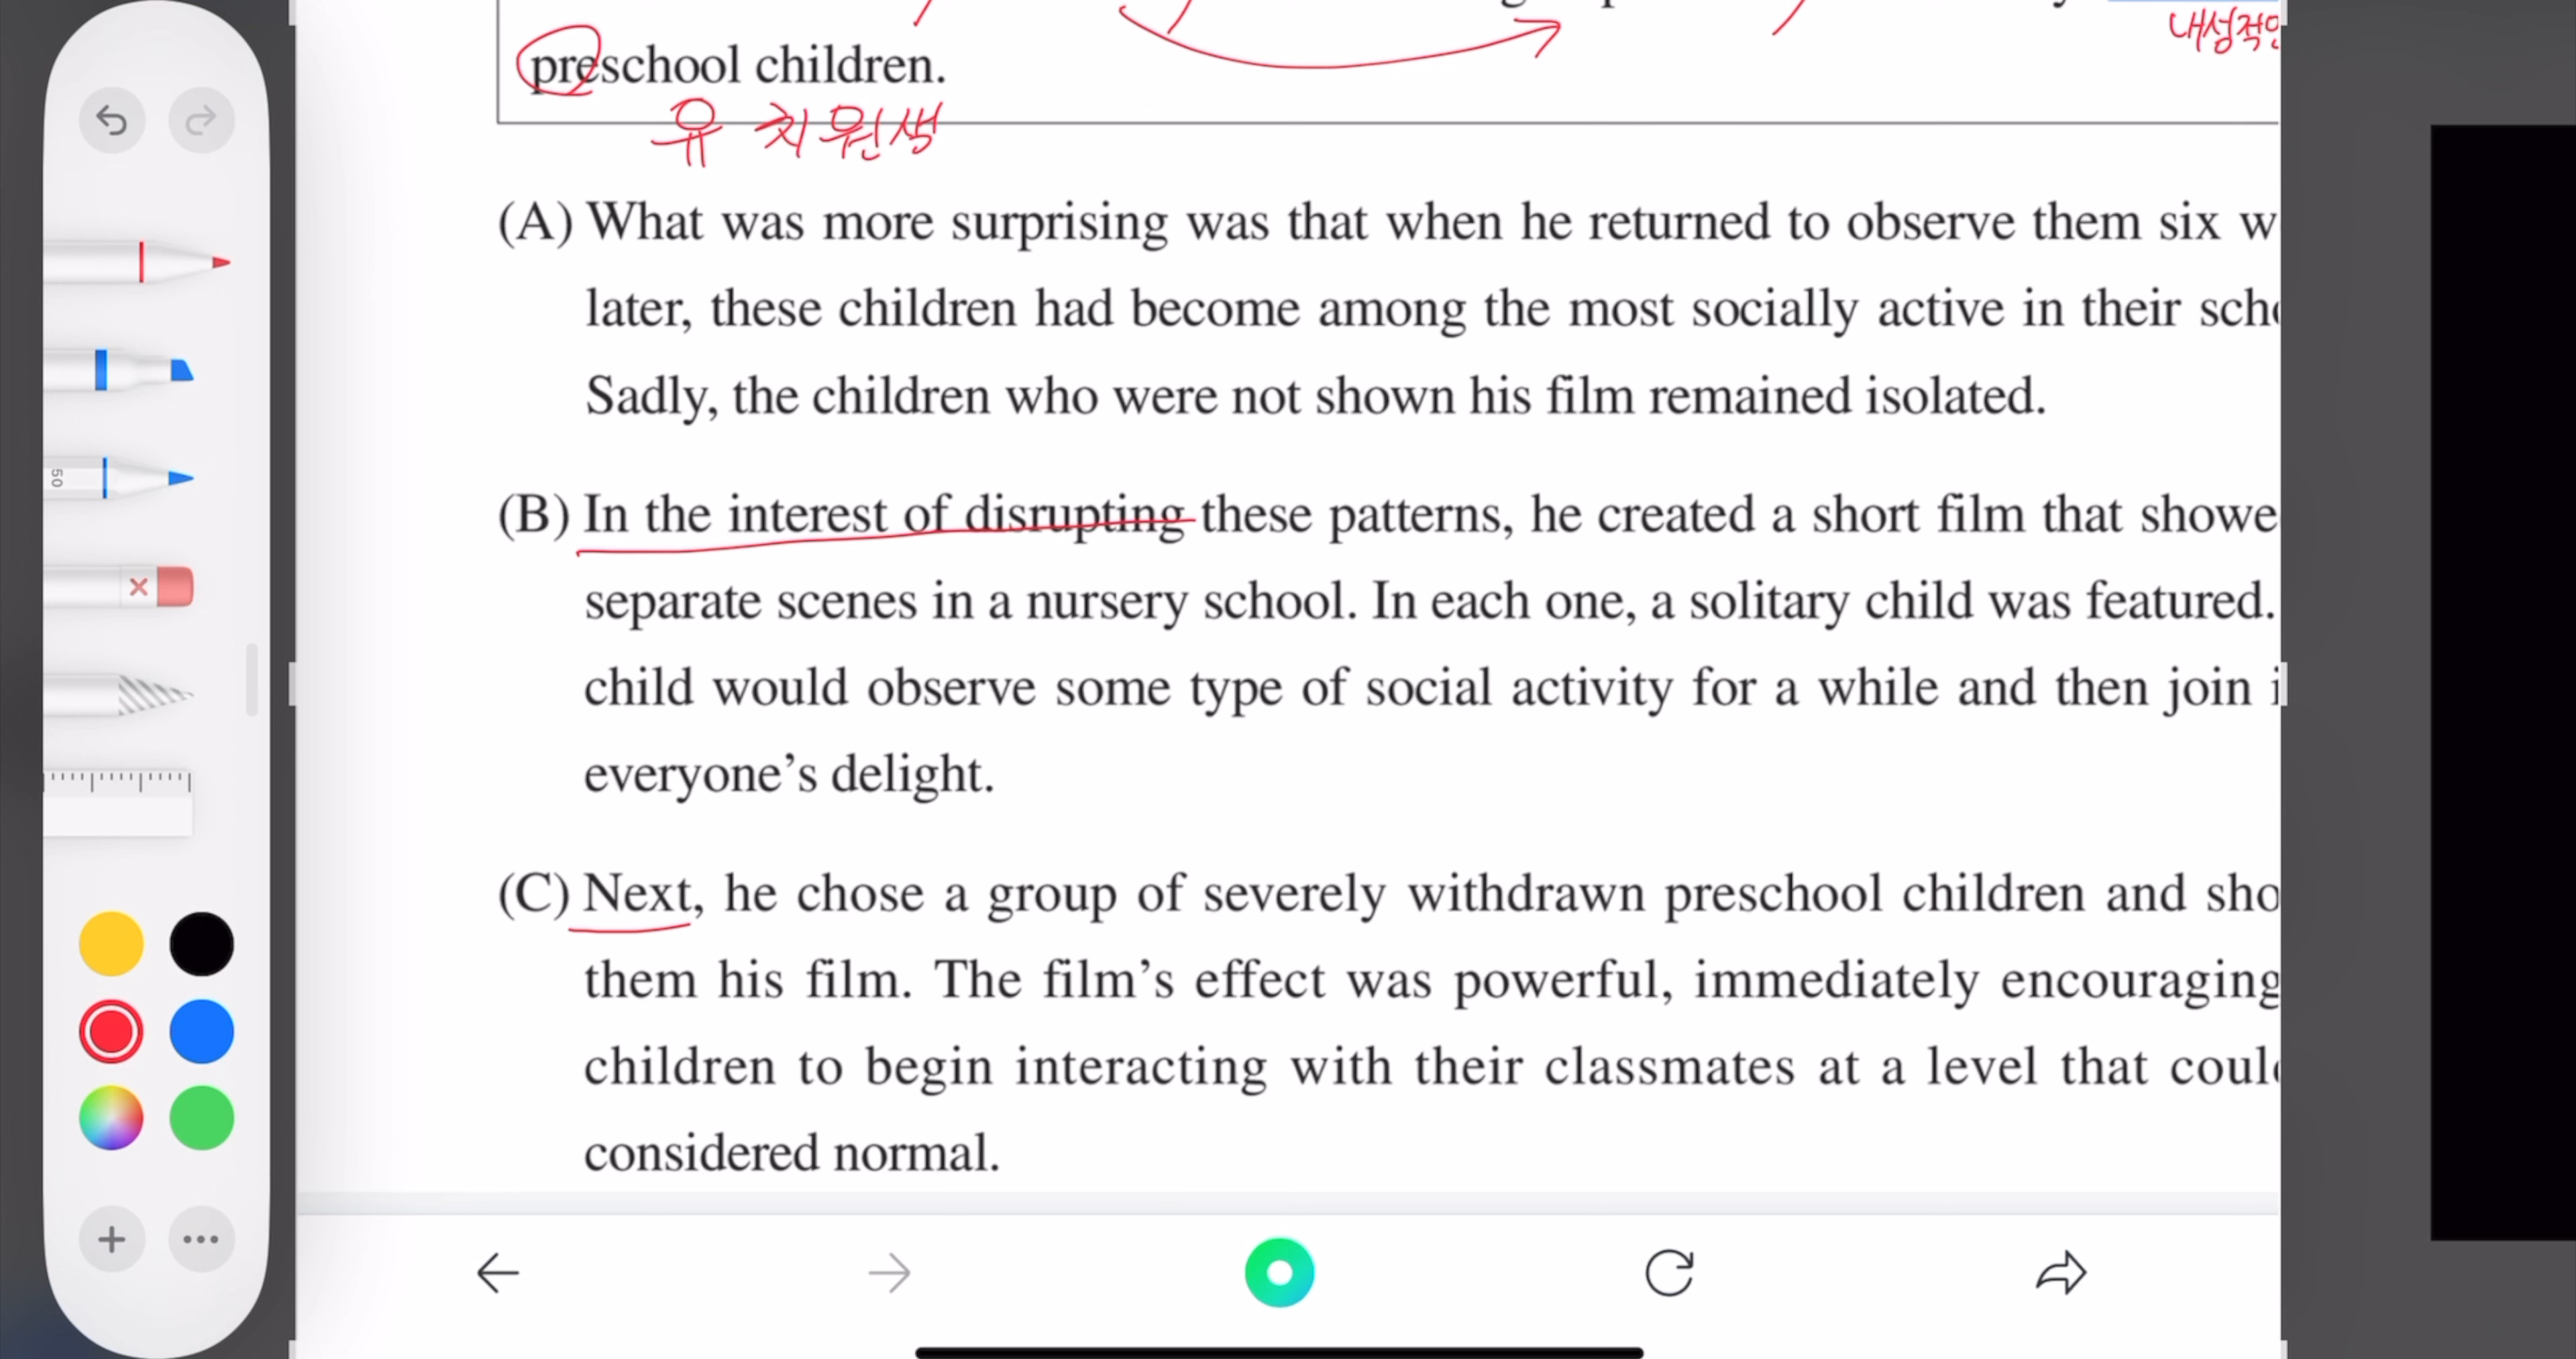 내성적인
preschool children.
유치원생
(A) What was more surprising was that when he returned to observe them six w
later, these children had become among the most socially active in their scho
Sadly, the children who were not shown his film remained isolated.
(B) In the interest of disrupting these patterns, he created a short film that showe
separate scenes in a nursery school. In each one, a solitary child was featured.
child would observe some type of social activity for a while and then join i
everyone's delight.
(C) Next, he chose a group of severely withdrawn preschool children and sho
them his film. The film's effect was powerful, immediately encouraging
children to begin interacting with their classmates at a level that could
considered normal.
50